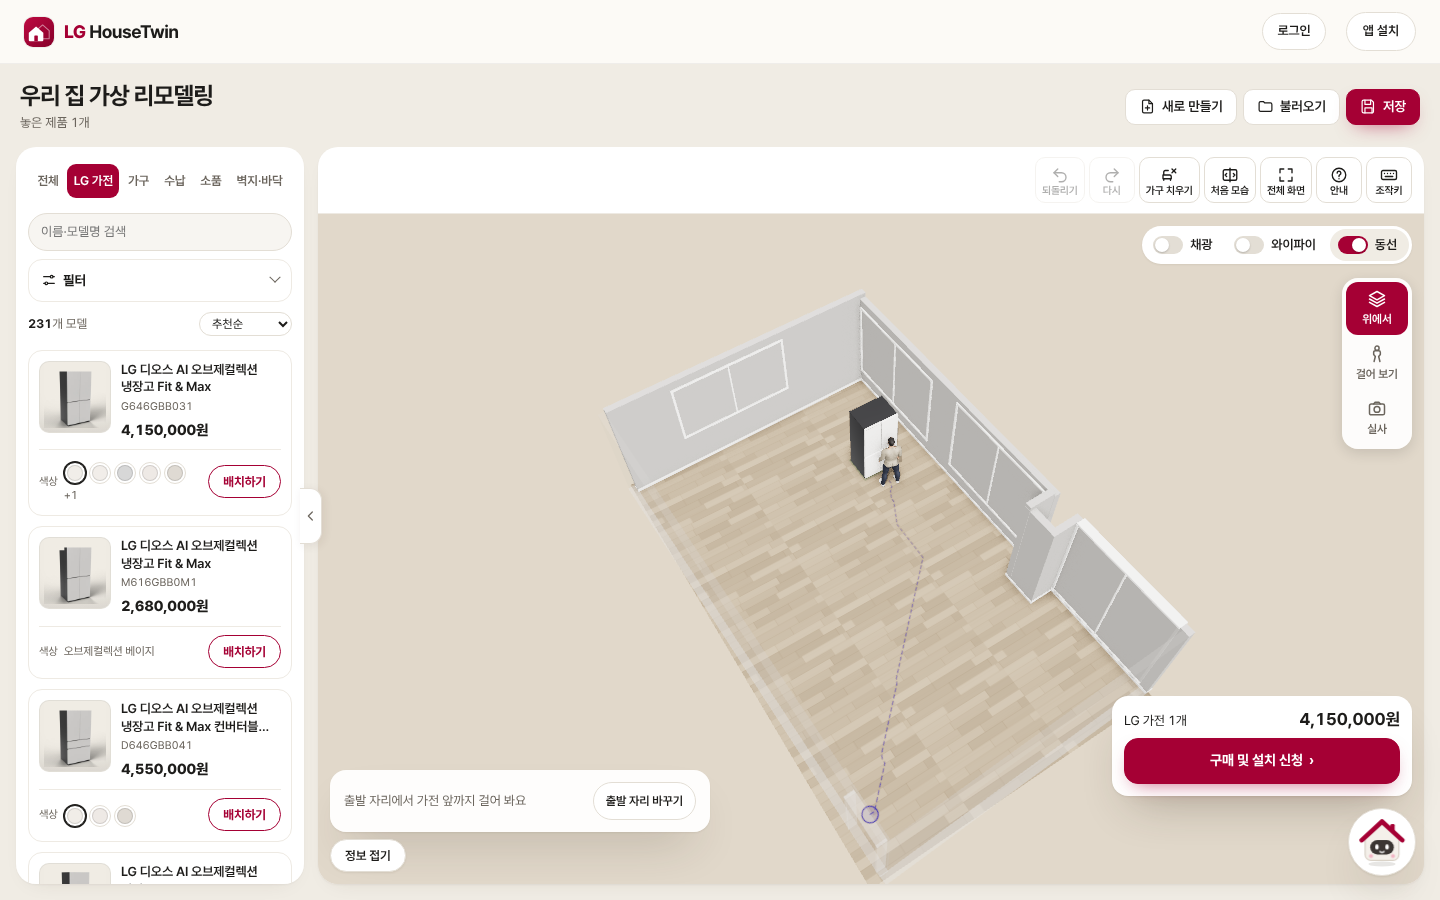 LG HouseTwin
로그인
앱 설치
우리 집 가상 리모델링
놓은 제품 1개
새로 만들기
불러오기
저장
전체
LG 가전
가구
수납
소품
벽지·바닥
이름·모델명 검색
필터
231개 모델
추천순
LG 디오스 AI 오브제컬렉션
냉장고 Fit & Max
G646GBB031
4,150,000원
색상
+1
배치하기
LG 디오스 AI 오브제컬렉션
냉장고 Fit & Max
M616GBB0M1
2,680,000원
색상 오브제컬렉션 베이지
배치하기
LG 디오스 AI 오브제컬렉션
냉장고 Fit & Max 컨버터블...
D646GBB041
4,550,000원
색상
배치하기
LG 디오스 AI 오브제컬렉션
되돌리기
다시
가구 치우기
처음 모습
전체 화면
안내
조작키
채광
와이파이
동선
위에서
걸어 보기
실사
LG 가전 1개
4,150,000원
구매 및 설치 신청 ›
출발 자리에서 가전 앞까지 걸어 봐요
출발 자리 바꾸기
정보 접기